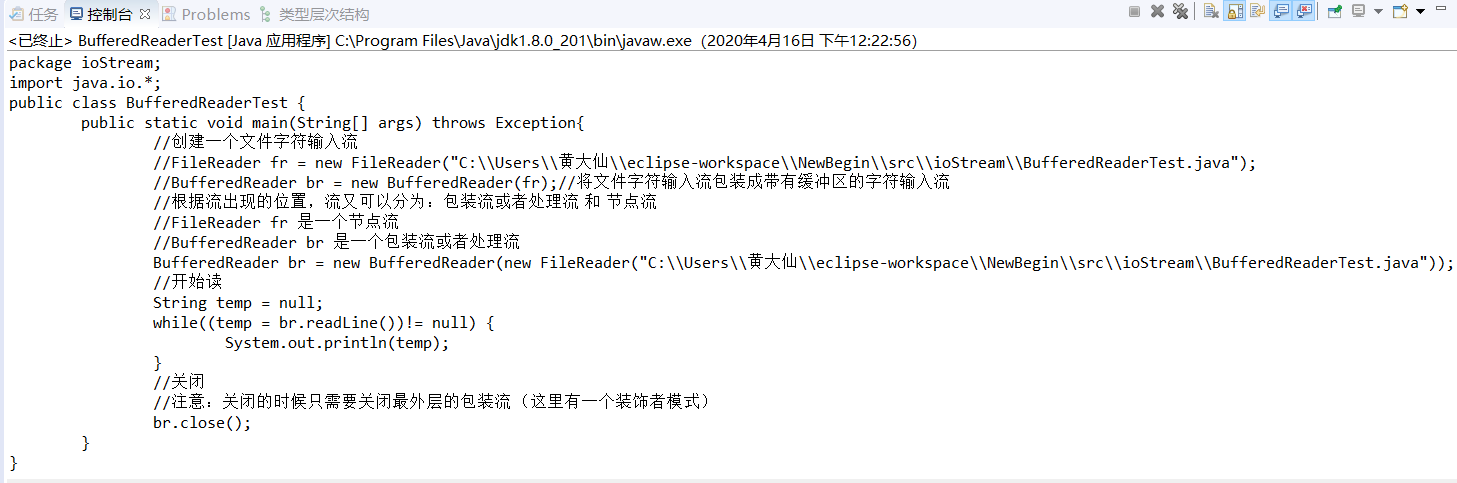 任务 控制台 Problems 类型层次结构
<已终止> BufferedReaderTest [Java 应用程序] C:\Program Files\Java\jdk1.8.0_201\bin\javaw.exe（2020年4月16日 下午12:22:56）
package ioStream;
import java.io.*;
public class BufferedReaderTest {
        public static void main(String[] args) throws Exception{
                //创建一个文件字符输入流
                //FileReader fr = new FileReader("C:\\Users\\黄大仙\\eclipse-workspace\\NewBegin\\src\\ioStream\\BufferedReaderTest.java");
                //BufferedReader br = new BufferedReader(fr);//将文件字符输入流包装成带有缓冲区的字符输入流
                //根据流出现的位置，流又可以分为：包装流或者处理流 和 节点流
                //FileReader fr 是一个节点流
                //BufferedReader br 是一个包装流或者处理流
                BufferedReader br = new BufferedReader(new FileReader("C:\\Users\\黄大仙\\eclipse-workspace\\NewBegin\\src\\ioStream\\BufferedReaderTest.java"));
                //开始读
                String temp = null;
                while((temp = br.readLine())!= null) {
                        System.out.println(temp);
                }
                //关闭
                //注意：关闭的时候只需要关闭最外层的包装流（这里有一个装饰者模式）
                br.close();
        }
}